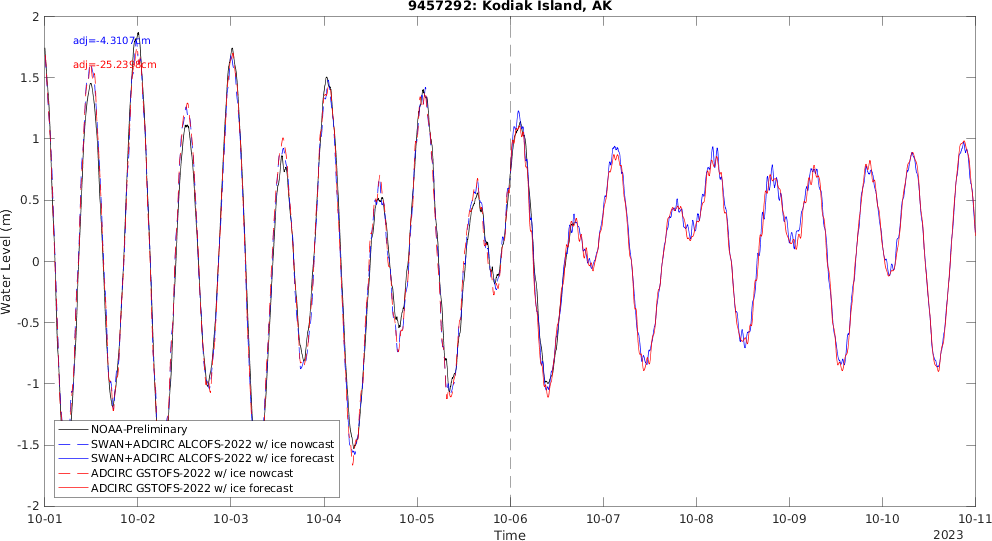 9457292: Kodiak Island, AK
adj=-4.3107cm
adj=-25.2398cm
Water Level (m)
2
1.5
1
0.5
0
-0.5
-1
-1.5
-2
NOAA-Preliminary
SWAN+ADCIRC ALCOFS-2022 w/ ice nowcast
SWAN+ADCIRC ALCOFS-2022 w/ ice forecast
ADCIRC GSTOFS-2022 w/ ice nowcast
ADCIRC GSTOFS-2022 w/ ice forecast
10-01 10-02 10-03 10-04 10-05 10-06 10-07 10-08 10-09 10-10 10-11
Time
2023